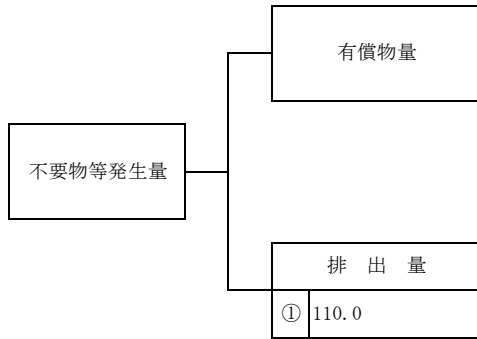 有償物量
不要物等発生量
排 出 量
① 110.0